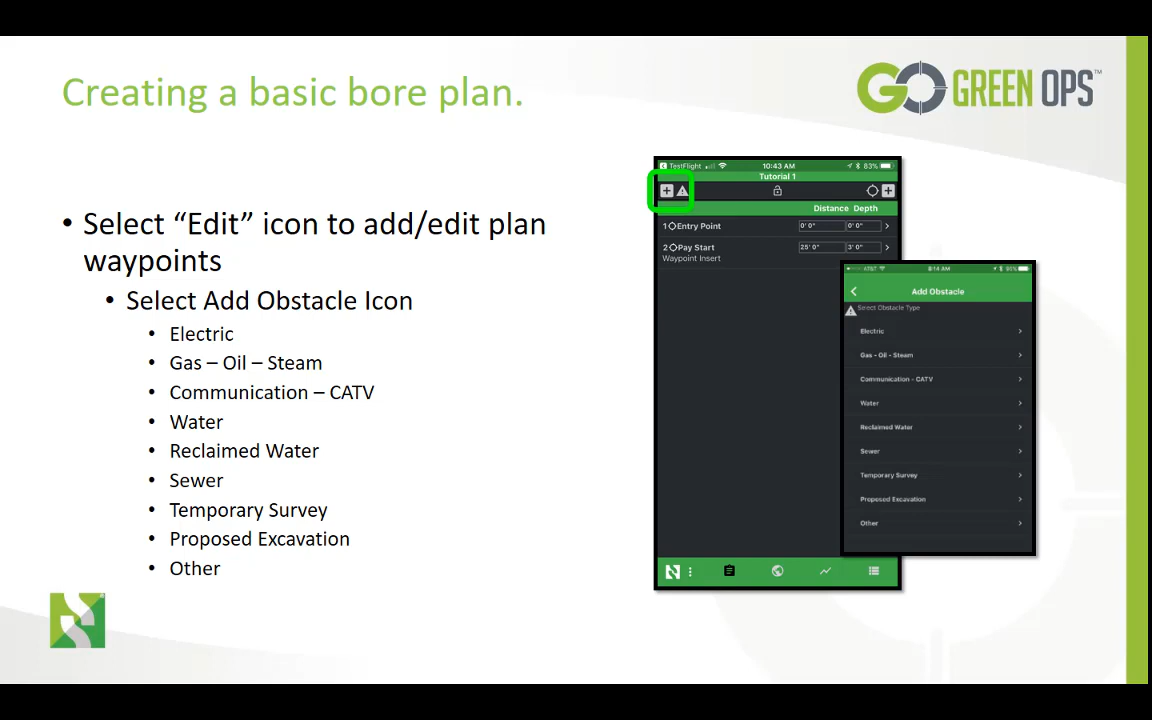 Creating a basic bore plan.
GO GREEN OPS™
• Select “Edit” icon to add/edit plan
waypoints
• Select Add Obstacle Icon
• Electric
• Gas – Oil – Steam
• Communication – CATV
• Water
• Reclaimed Water
• Sewer
• Temporary Survey
• Proposed Excavation
• Other
TestFlight 10:43 AM 83%
Tutorial 1
Distance Depth
1 Entry Point 0' 0" 0' 0"
2 Pay Start 25' 0" 3' 0"
Waypoint Insert
AT&T 8:14 AM
Add Obstacle
Select Obstacle Type
Electric
Gas - Oil - Steam
Communication - CATV
Water
Reclaimed Water
Sewer
Temporary Survey
Proposed Excavation
Other